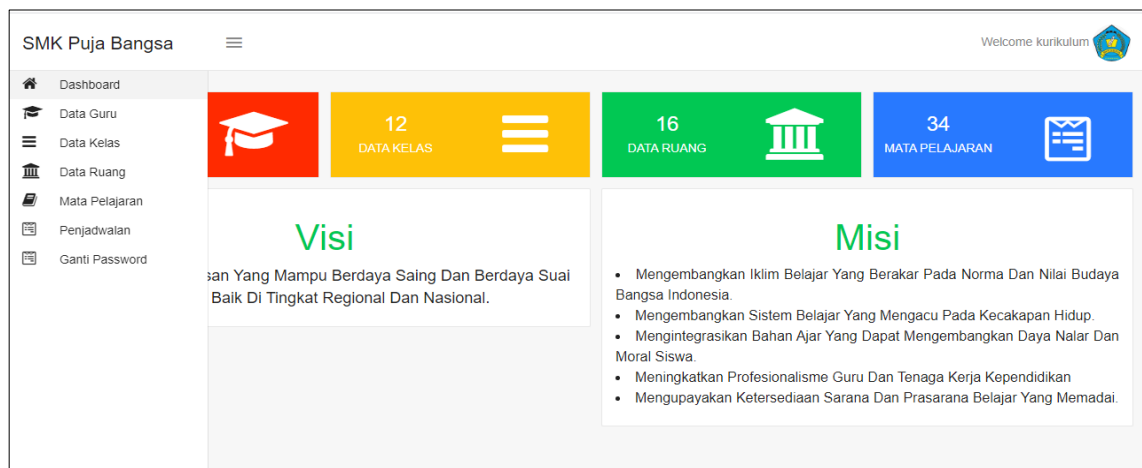 SMK Puja Bangsa
Welcome kurikulum
Dashboard
Data Guru
Data Kelas
Data Ruang
Mata Pelajaran
Penjadwalan
Ganti Password
12
DATA KELAS
16
DATA RUANG
34
MATA PELAJARAN
Visi
san Yang Mampu Berdaya Saing Dan Berdaya Suai
Baik Di Tingkat Regional Dan Nasional.
Misi
• Mengembangkan Iklim Belajar Yang Berakar Pada Norma Dan Nilai Budaya
Bangsa Indonesia.
• Mengembangkan Sistem Belajar Yang Mengacu Pada Kecakapan Hidup.
• Mengintegrasikan Bahan Ajar Yang Dapat Mengembangkan Daya Nalar Dan
Moral Siswa.
• Meningkatkan Profesionalisme Guru Dan Tenaga Kerja Kependidikan
• Mengupayakan Ketersediaan Sarana Dan Prasarana Belajar Yang Memadai.